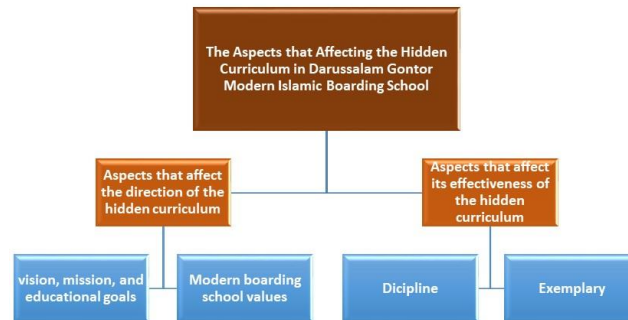 The Aspects that Affecting the Hidden
Curriculum in Darussalam Gontor
Modern Islamic Boarding School
Aspects that affect
the direction of the
hidden curriculum
Aspects that affect
its effectiveness of
the hidden
curriculum
vision, mission, and
educational goals
Modern boarding
school values
Dicipline
Exemplary